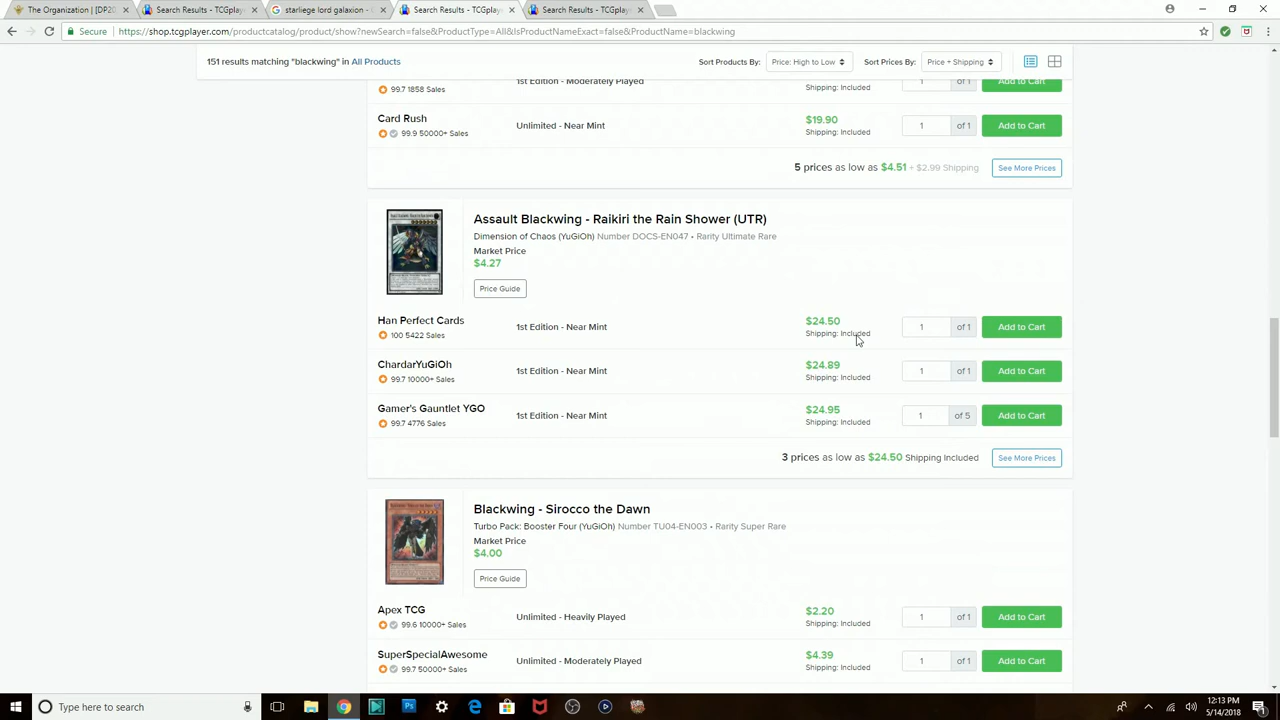 The Organization | [DP20
Search Results - TCGplay
starliege lord galaxion -
Search Results - TCGplay
Search Results - TCGplay
Secure
https://shop.tcgplayer.com/productcatalog/product/show?newSearch=false&ProductType=All&IsProductNameExact=false&ProductName=blackwing
151 results matching "blackwing" in All Products
Sort Products By: Price: High to Low
Sort Prices By: Price + Shipping
99.7 1858 Sales
1st Edition - Moderately Played
Shipping: Included
1 of 1
Add to Cart
Card Rush
99.9 50000+ Sales
Unlimited - Near Mint
$19.90
Shipping: Included
1 of 1
Add to Cart
5 prices as low as $4.51 + $2.99 Shipping
See More Prices
Assault Blackwing - Raikiri the Rain Shower (UTR)
Dimension of Chaos (YuGiOh) Number DOCS-EN047 • Rarity Ultimate Rare
Market Price
$4.27
Price Guide
Han Perfect Cards
100 5422 Sales
1st Edition - Near Mint
$24.50
Shipping: Included
1 of 1
Add to Cart
ChardarYuGiOh
99.7 10000+ Sales
1st Edition - Near Mint
$24.89
Shipping: Included
1 of 1
Add to Cart
Gamer's Gauntlet YGO
99.7 4776 Sales
1st Edition - Near Mint
$24.95
Shipping: Included
1 of 5
Add to Cart
3 prices as low as $24.50 Shipping Included
See More Prices
Blackwing - Sirocco the Dawn
Turbo Pack: Booster Four (YuGiOh) Number TU04-EN003 • Rarity Super Rare
Market Price
$4.00
Price Guide
Apex TCG
99.6 10000+ Sales
Unlimited - Heavily Played
$2.20
Shipping: Included
1 of 1
Add to Cart
SuperSpecialAwesome
99.7 50000+ Sales
Unlimited - Moderately Played
$4.39
Shipping: Included
1 of 1
Add to Cart
Type here to search
12:13 PM
5/14/2018